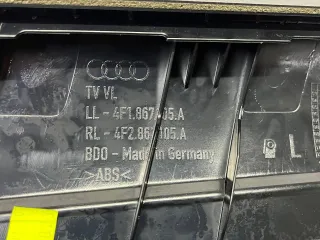 TV VL
LL - 4F1.867.105.A
RL - 4F2.867.105.A
BDO - Made in Germany
>ABS<
L